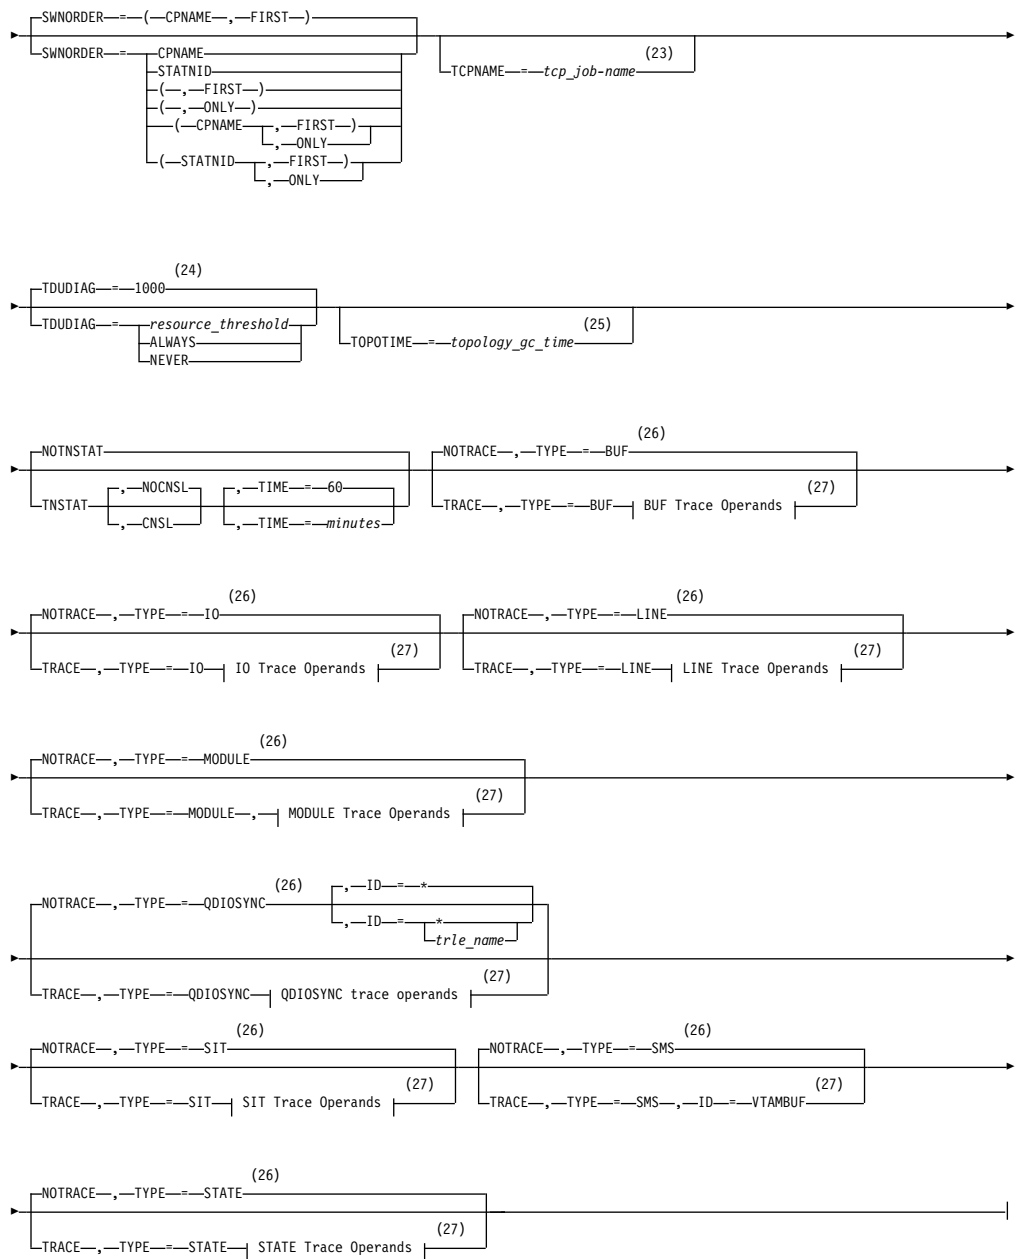 SWNORDER = ( CPNAME , FIRST )
SWNORDER = CPNAME
(23)
STATNID
TCPNAME = tcp_job-name
( , FIRST )
( , ONLY )
( CPNAME , FIRST )
, ONLY
( STATNID , FIRST )
, ONLY
(24)
TDUDIAG = 1000
TDUDIAG = resource_threshold
(25)
ALWAYS
TOPOTIME = topology_gc_time
NEVER
(26)
NOTNSTAT
NOTRACE , TYPE = BUF
, NOCNSL
, TIME = 60
(27)
TNSTAT
TRACE , TYPE = BUF BUF Trace Operands
, CNSL
, TIME = minutes
(26) (26)
NOTRACE , TYPE = IO
NOTRACE , TYPE = LINE
(27) (27)
TRACE , TYPE = IO IO Trace Operands
TRACE , TYPE = LINE LINE Trace Operands
(26)
NOTRACE , TYPE = MODULE
(27)
TRACE , TYPE = MODULE , MODULE Trace Operands
(26)
, ID = *
NOTRACE , TYPE = QDIOSYNC
, ID = *
trle_name
(27)
TRACE , TYPE = QDIOSYNC QDIOSYNC trace operands
(26) (26)
NOTRACE , TYPE = SIT
NOTRACE , TYPE = SMS
(27) (27)
TRACE , TYPE = SIT SIT Trace Operands
TRACE , TYPE = SMS , ID = VTAMBUF
(26)
NOTRACE , TYPE = STATE
(27)
TRACE , TYPE = STATE STATE Trace Operands